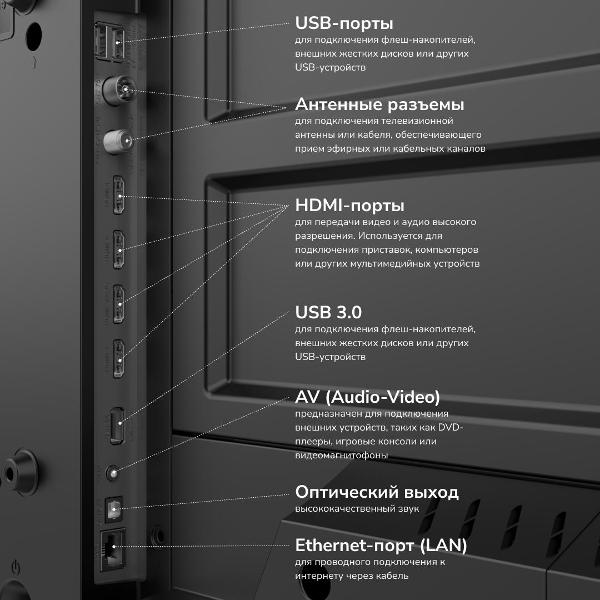 USB-порты
для подключения флеш-накопителей,
внешних жестких дисков или других
USB-устройств
Антенные разъемы
для подключения телевизионной
антенны или кабеля, обеспечивающего
прием эфирных или кабельных каналов
HDMI-порты
для передачи видео и аудио высокого
разрешения. Используется для
подключения приставок, компьютеров
или других мультимедийных устройств
USB 3.0
для подключения флеш-накопителей,
внешних жестких дисков или других
USB-устройств
AV (Audio-Video)
предназначен для подключения
внешних устройств, таких как DVD-
плееры, игровые консоли или
видеомагнитофоны
Оптический выход
высококачественный звук
Ethernet-порт (LAN)
для проводного подключения к
интернету через кабель